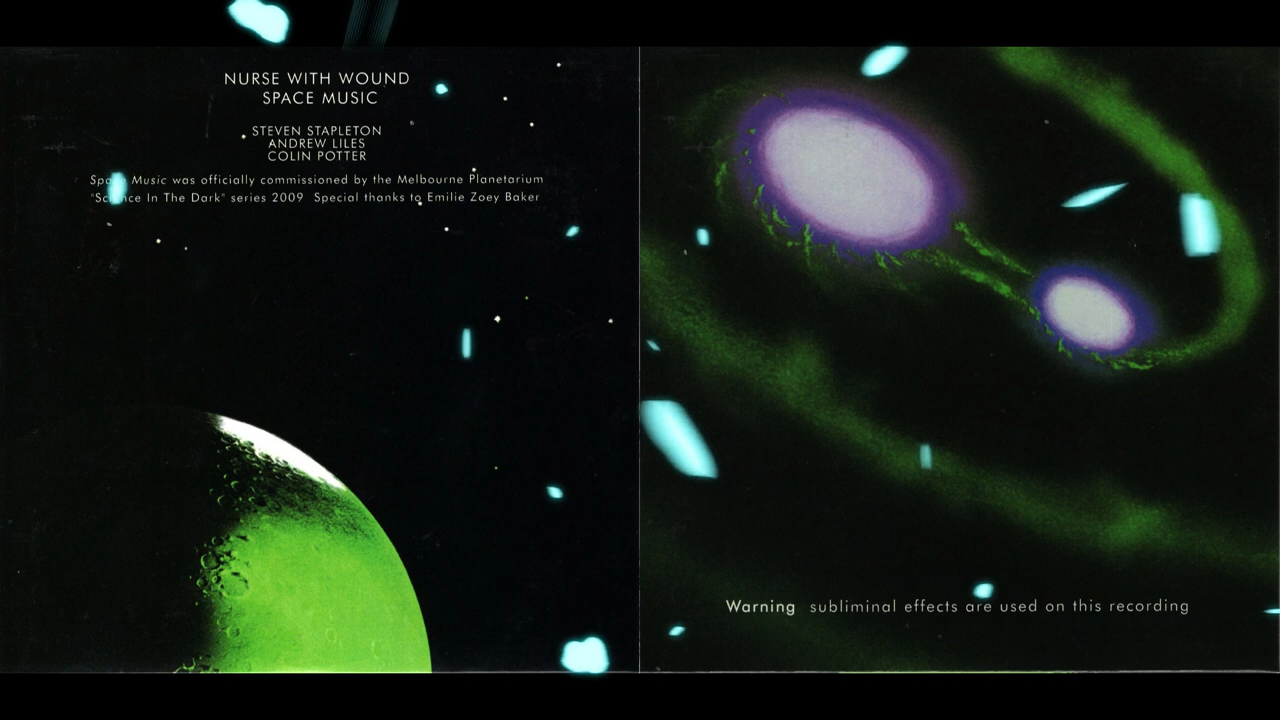 NURSE WITH WOUND
SPACE MUSIC
STEVEN STAPLETON
ANDREW LILES
COLIN POTTER
Space Music was officially commissioned by the Melbourne Planetarium
"Science In The Dark" series 2009 Special thanks to Emilie Zoey Baker
Warning subliminal effects are used on this recording